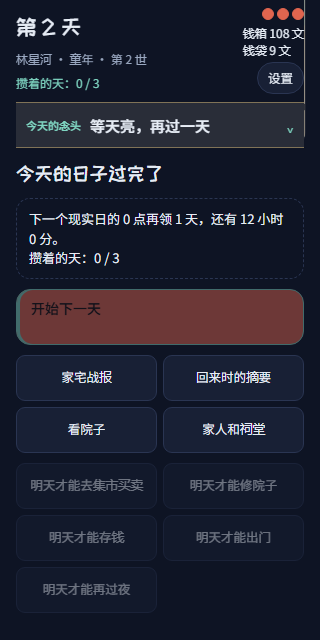 第2天
钱箱 108 文
钱袋 9 文
林星河 · 童年 · 第 2 世
攒着的天：0 / 3
设置
今天的念头 等天亮，再过一天
今天的日子过完了
下一个现实日的 0 点再领 1 天，还有 12 小时
0 分。
攒着的天：0 / 3
开始下一天
家宅战报
回来时的摘要
看院子
家人和祠堂
明天才能去集市买卖
明天才能修院子
明天才能存钱
明天才能出门
明天才能再过夜